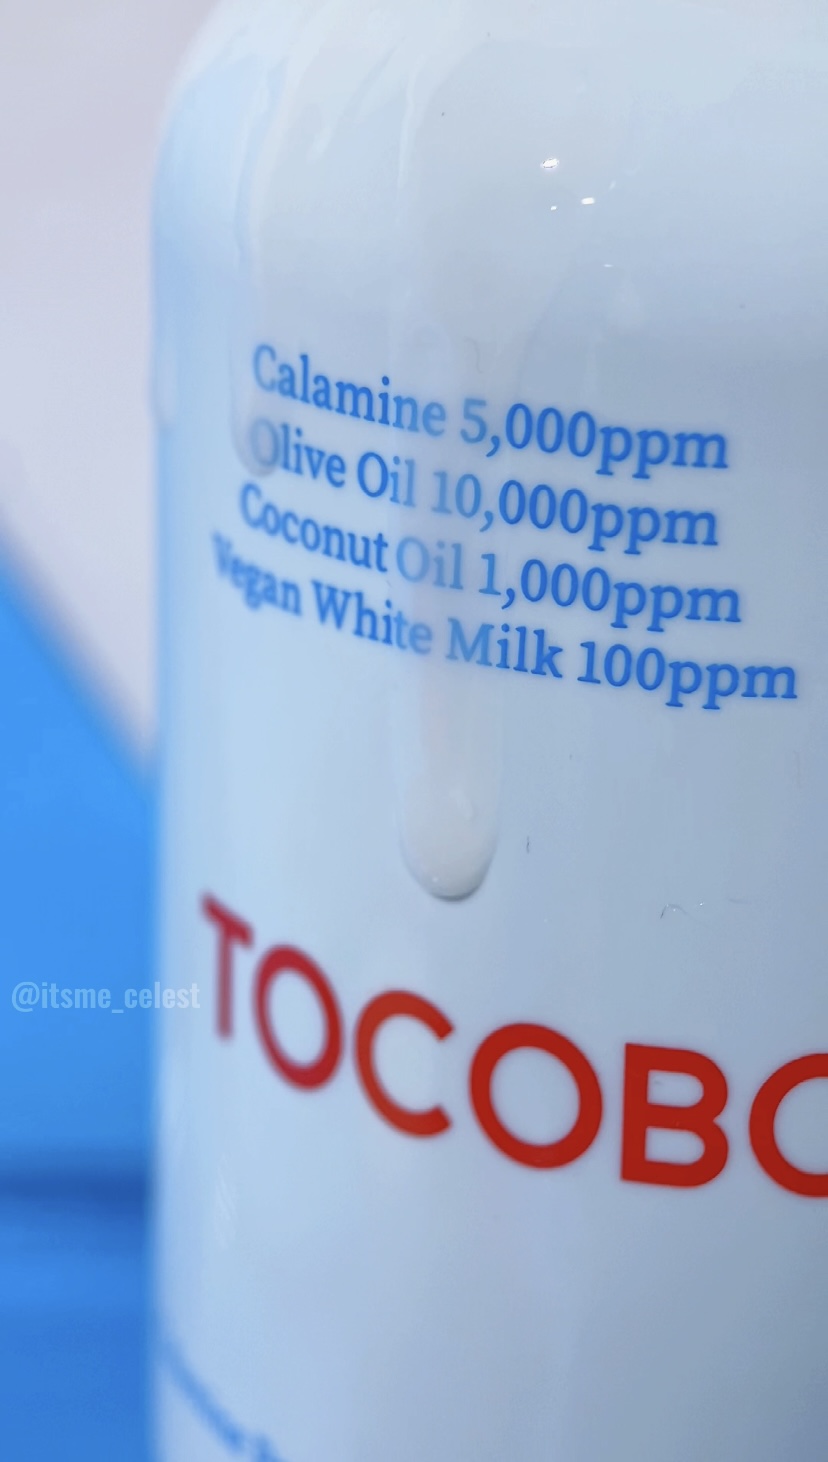 Calamine 5,000ppm
Olive Oil 10,000ppm
Coconut Oil 1,000ppm
Vegan White Milk 100ppm
TOCOBO
@itsme_celest